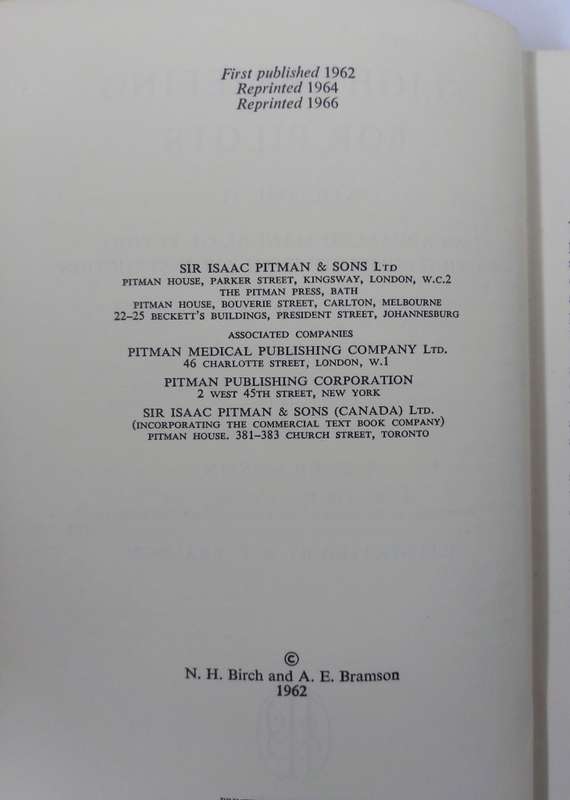 First published 1962
Reprinted 1964
Reprinted 1966
SIR ISAAC PITMAN & SONS LTD
PITMAN HOUSE, PARKER STREET, KINGSWAY, LONDON, W.C.2
THE PITMAN PRESS, BATH
PITMAN HOUSE, BOUVERIE STREET, CARLTON, MELBOURNE
22–25 BECKETT'S BUILDINGS, PRESIDENT STREET, JOHANNESBURG
ASSOCIATED COMPANIES
PITMAN MEDICAL PUBLISHING COMPANY LTD.
46 CHARLOTTE STREET, LONDON, W.1
PITMAN PUBLISHING CORPORATION
2 WEST 45TH STREET, NEW YORK
SIR ISAAC PITMAN & SONS (CANADA) LTD.
(INCORPORATING THE COMMERCIAL TEXT BOOK COMPANY)
PITMAN HOUSE. 381–383 CHURCH STREET, TORONTO
©
N. H. Birch and A. E. Bramson
1962